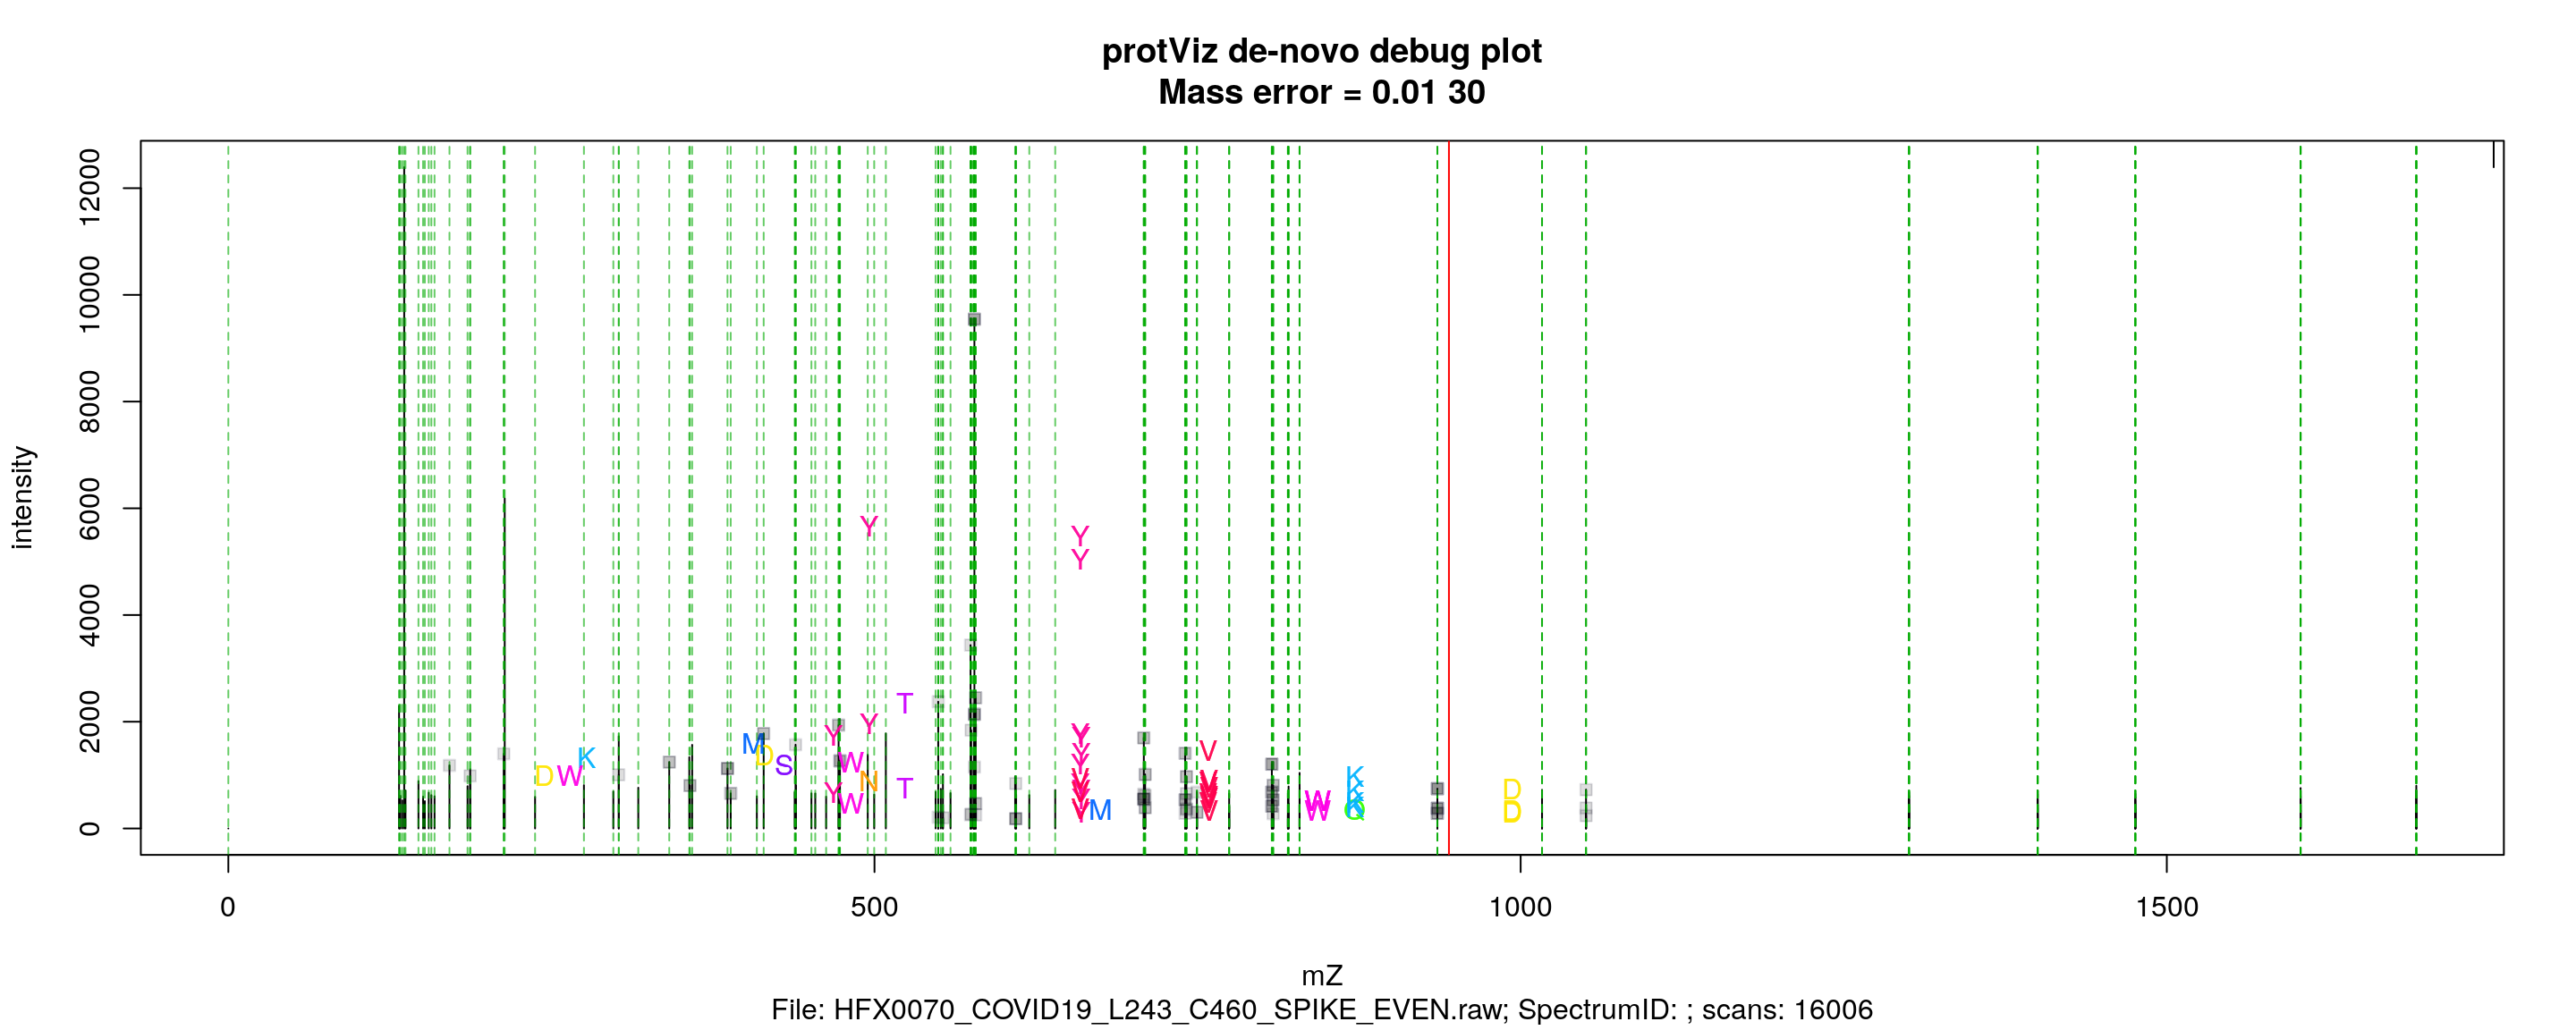 protViz de-novo debug plot
Mass error = 0.01 30
12000
10000
8000
6000
4000
2000
0
intensity
Y
Y
Y
T
Y
Y
Y
Y
M
D
S
K
D
W
W
N
T
Y
W
Y
Y
V
V
M
V
V
W
W
K
K
K
D
D
0
500
1000
1500
mZ
File: HFX0070_COVID19_L243_C460_SPIKE_EVEN.raw; SpectrumID: ; scans: 16006